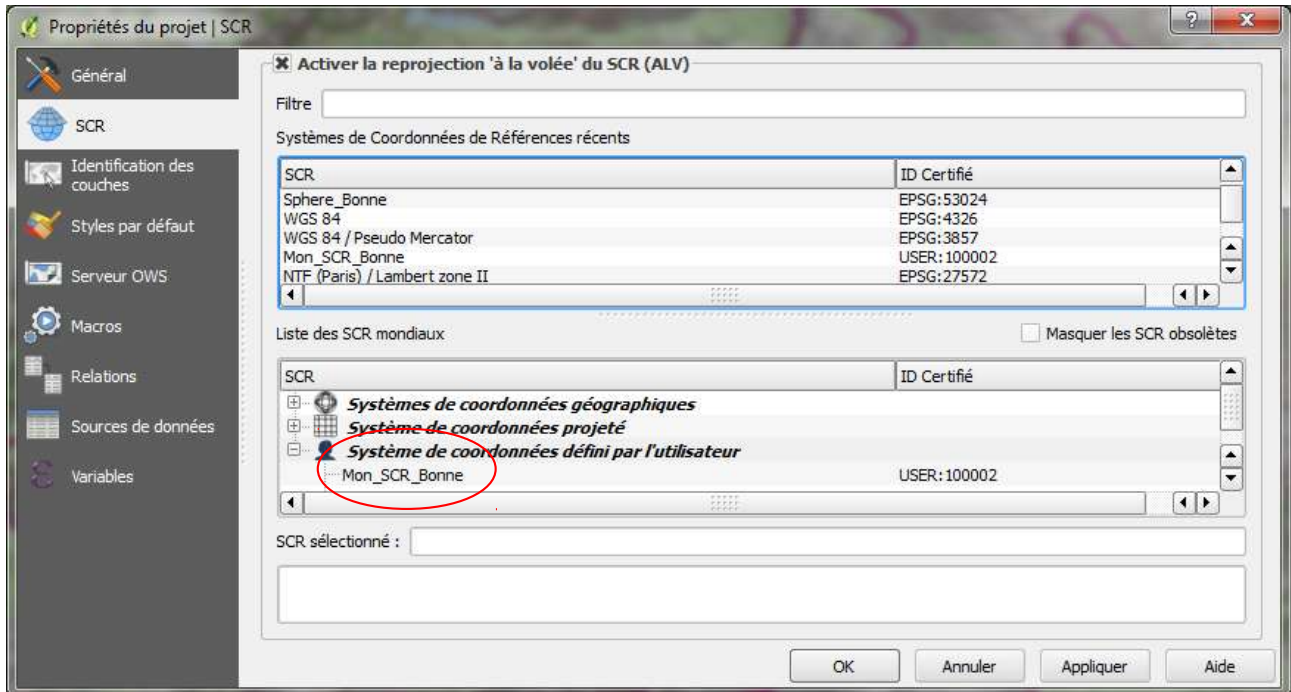 Propriétés du projet | SCR
Général
SCR
Identification des
couches
Styles par défaut
Serveur OWS
Macros
Relations
Sources de données
Variables
Activer la reprojection 'à la volée' du SCR (ALV)
Filtre
Systèmes de Coordonnées de Références récents
SCR ID Certifié
Sphere_Bonne EPSG:53024
WGS 84 EPSG:4326
WGS 84 / Pseudo Mercator EPSG:3857
Mon_SCR_Bonne USER:100002
NTF (Paris) / Lambert zone II EPSG:27572
Liste des SCR mondiaux Masquer les SCR obsolètes
SCR ID Certifié
Systèmes de coordonnées géographiques
Système de coordonnées projeté
Système de coordonnées défini par l'utilisateur
Mon_SCR_Bonne USER:100002
SCR sélectionné :
OK Annuler Appliquer Aide